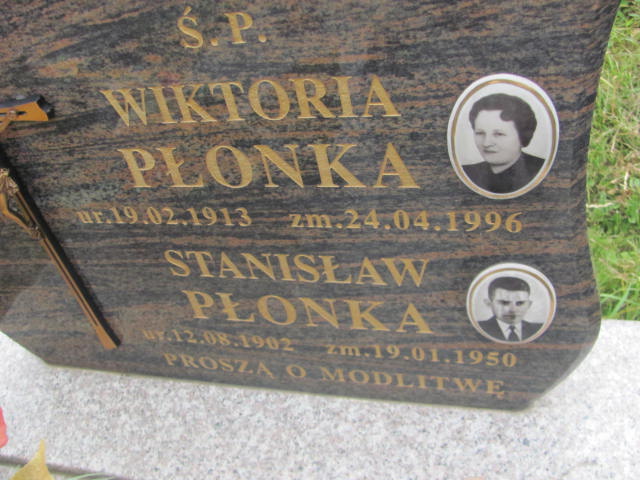 Ś.P.
WIKTORIA
PŁONKA
ur.19.02.1913 zm.24.04.1996
STANISŁAW
PŁONKA
ur.12.08.1902 zm.19.01.1950
PROSZĄ O MODLITWĘ